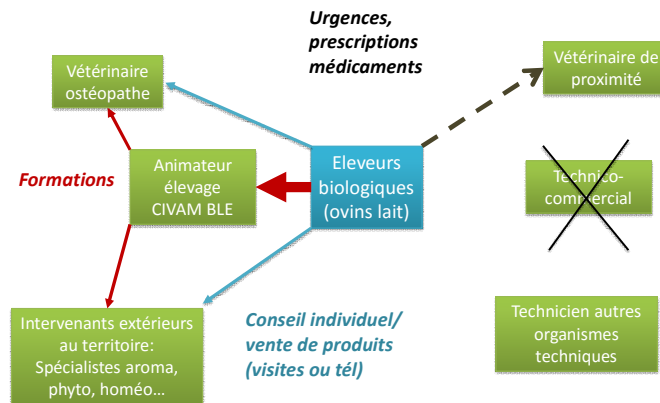 Urgences,
prescriptions
médicaments
Vétérinaire
ostéopathe
Vétérinaire de
proximité
Formations
Animateur
élevage
CIVAM BLE
Eleveurs
biologiques
(ovins lait)
Technico-
commercial
Intervenants extérieurs
au territoire:
Spécialistes aroma,
phyto, homéo...
Conseil individuel/
vente de produits
(visites ou tél)
Technicien autres
organismes
techniques